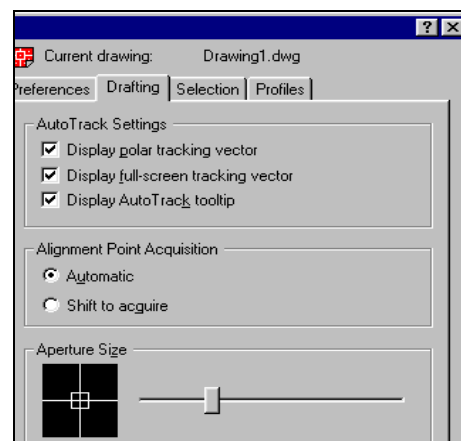 Current drawing: Drawing1.dwg
Preferences Drafting Selection Profiles
AutoTrack Settings
Display polar tracking vector
Display full-screen tracking vector
Display AutoTrack tooltip
Alignment Point Acquisition
Automatic
Shift to acquire
Aperture Size